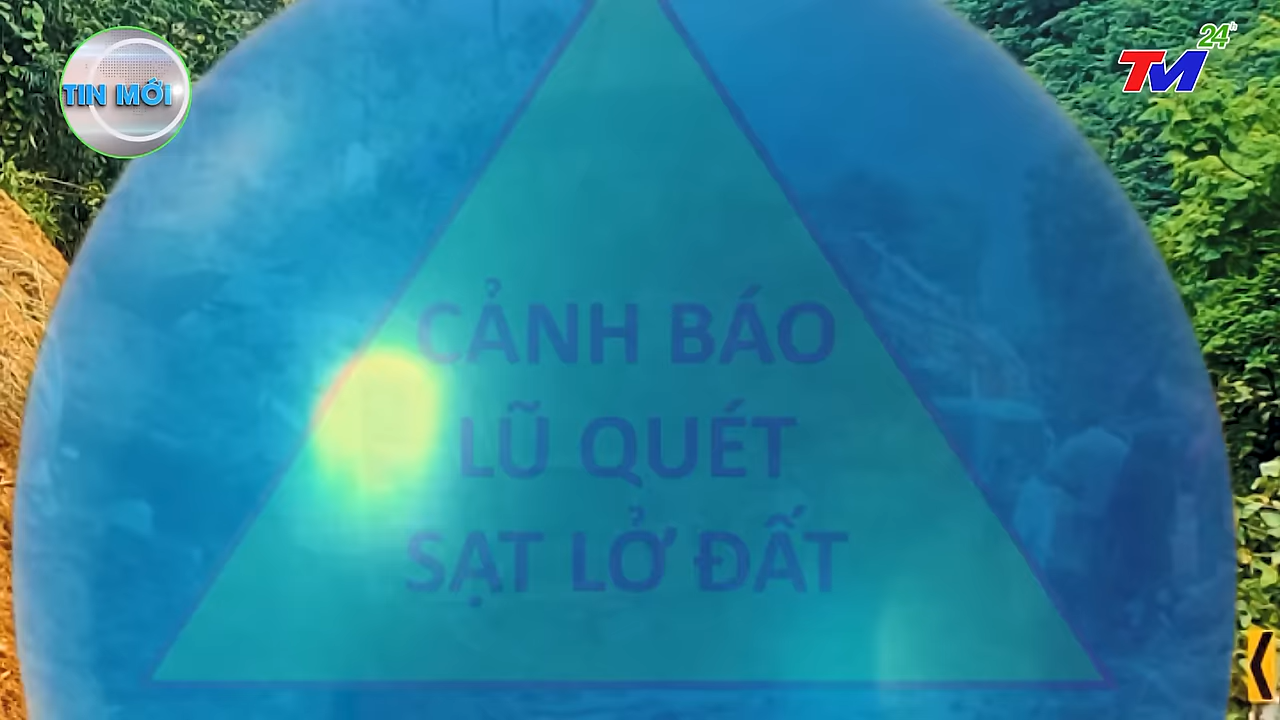 TIN MỚI
TM 24h
CẢNH BÁO
LŨ QUÉT
SẠT LỞ ĐẤT